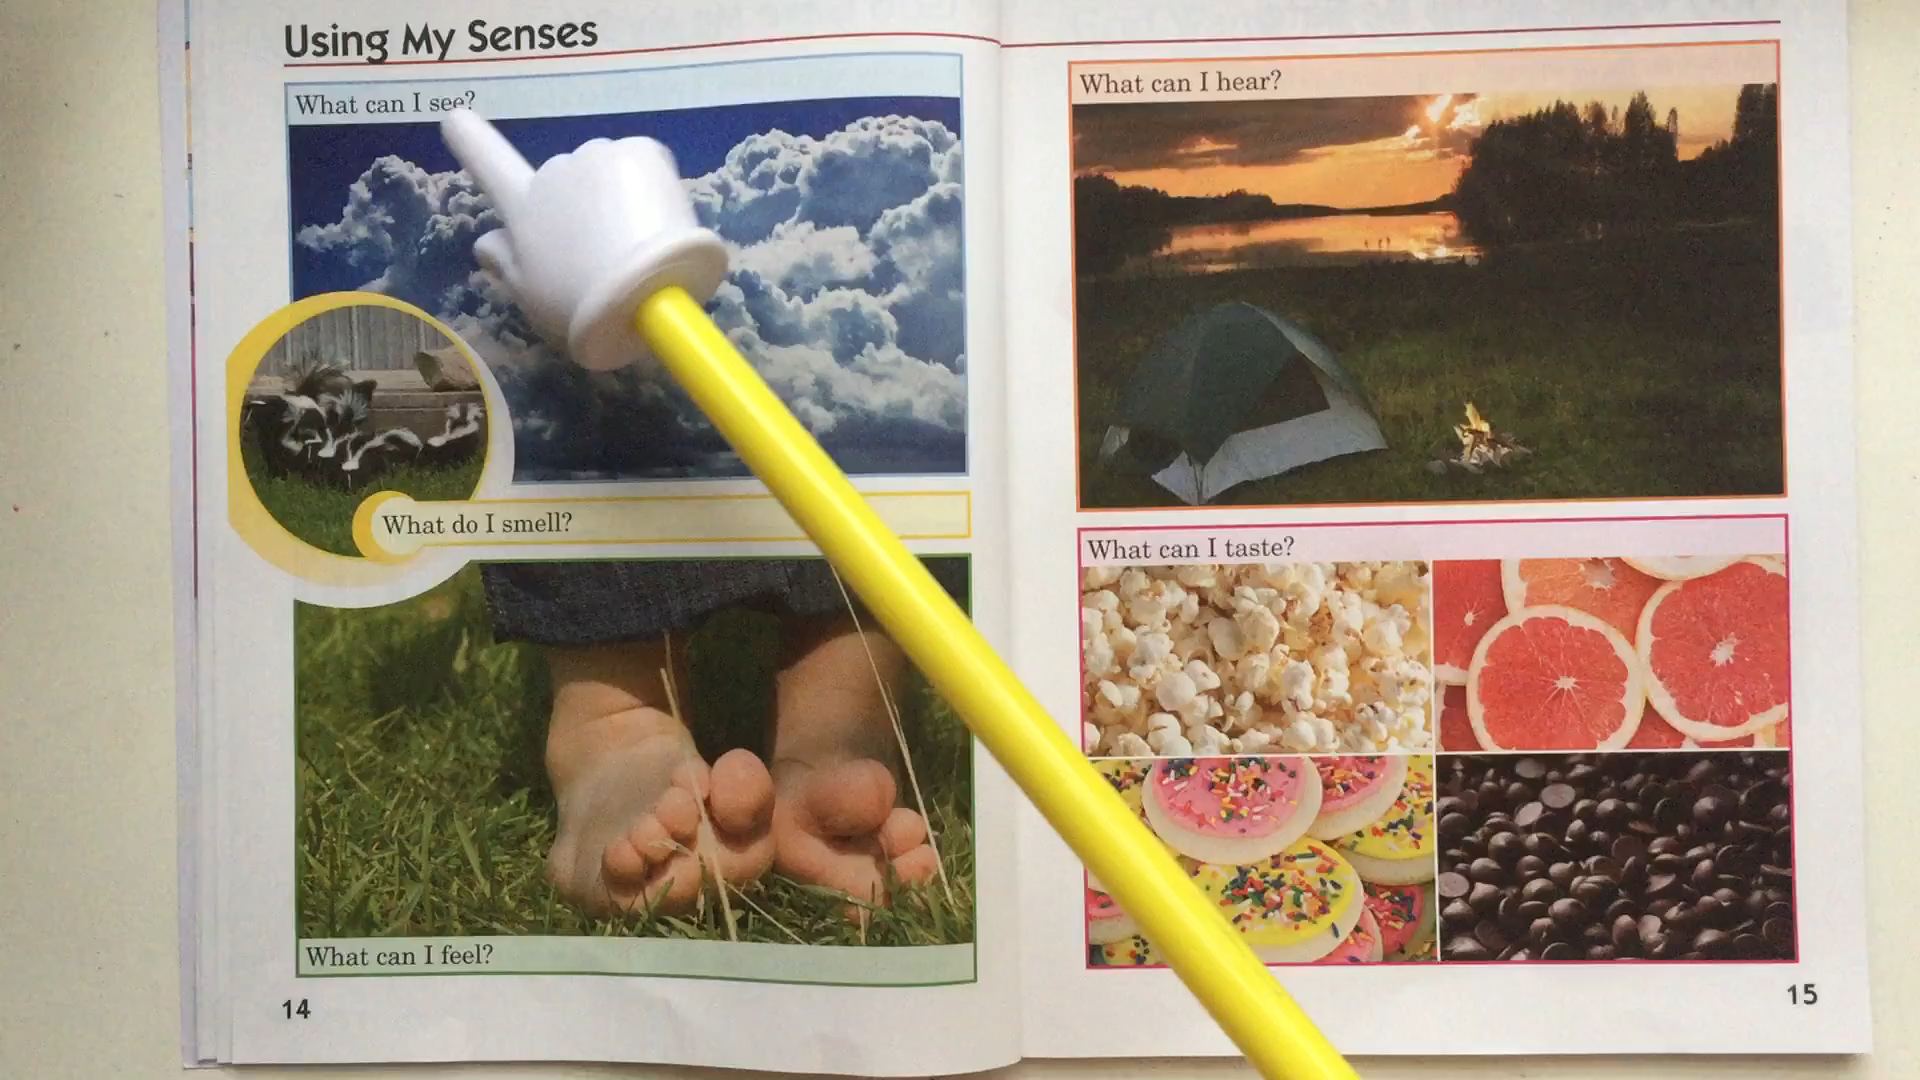 Using My Senses
What can I see?
What do I smell?
What can I feel?
14
What can I hear?
What can I taste?
15